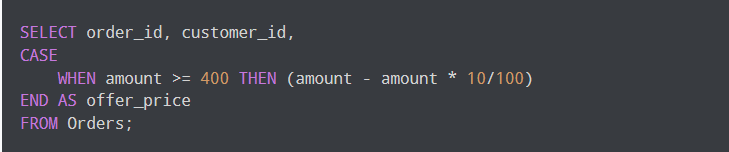 SELECT order_id, customer_id,
CASE
    WHEN amount >= 400 THEN (amount - amount * 10/100)
END AS offer_price
FROM Orders;